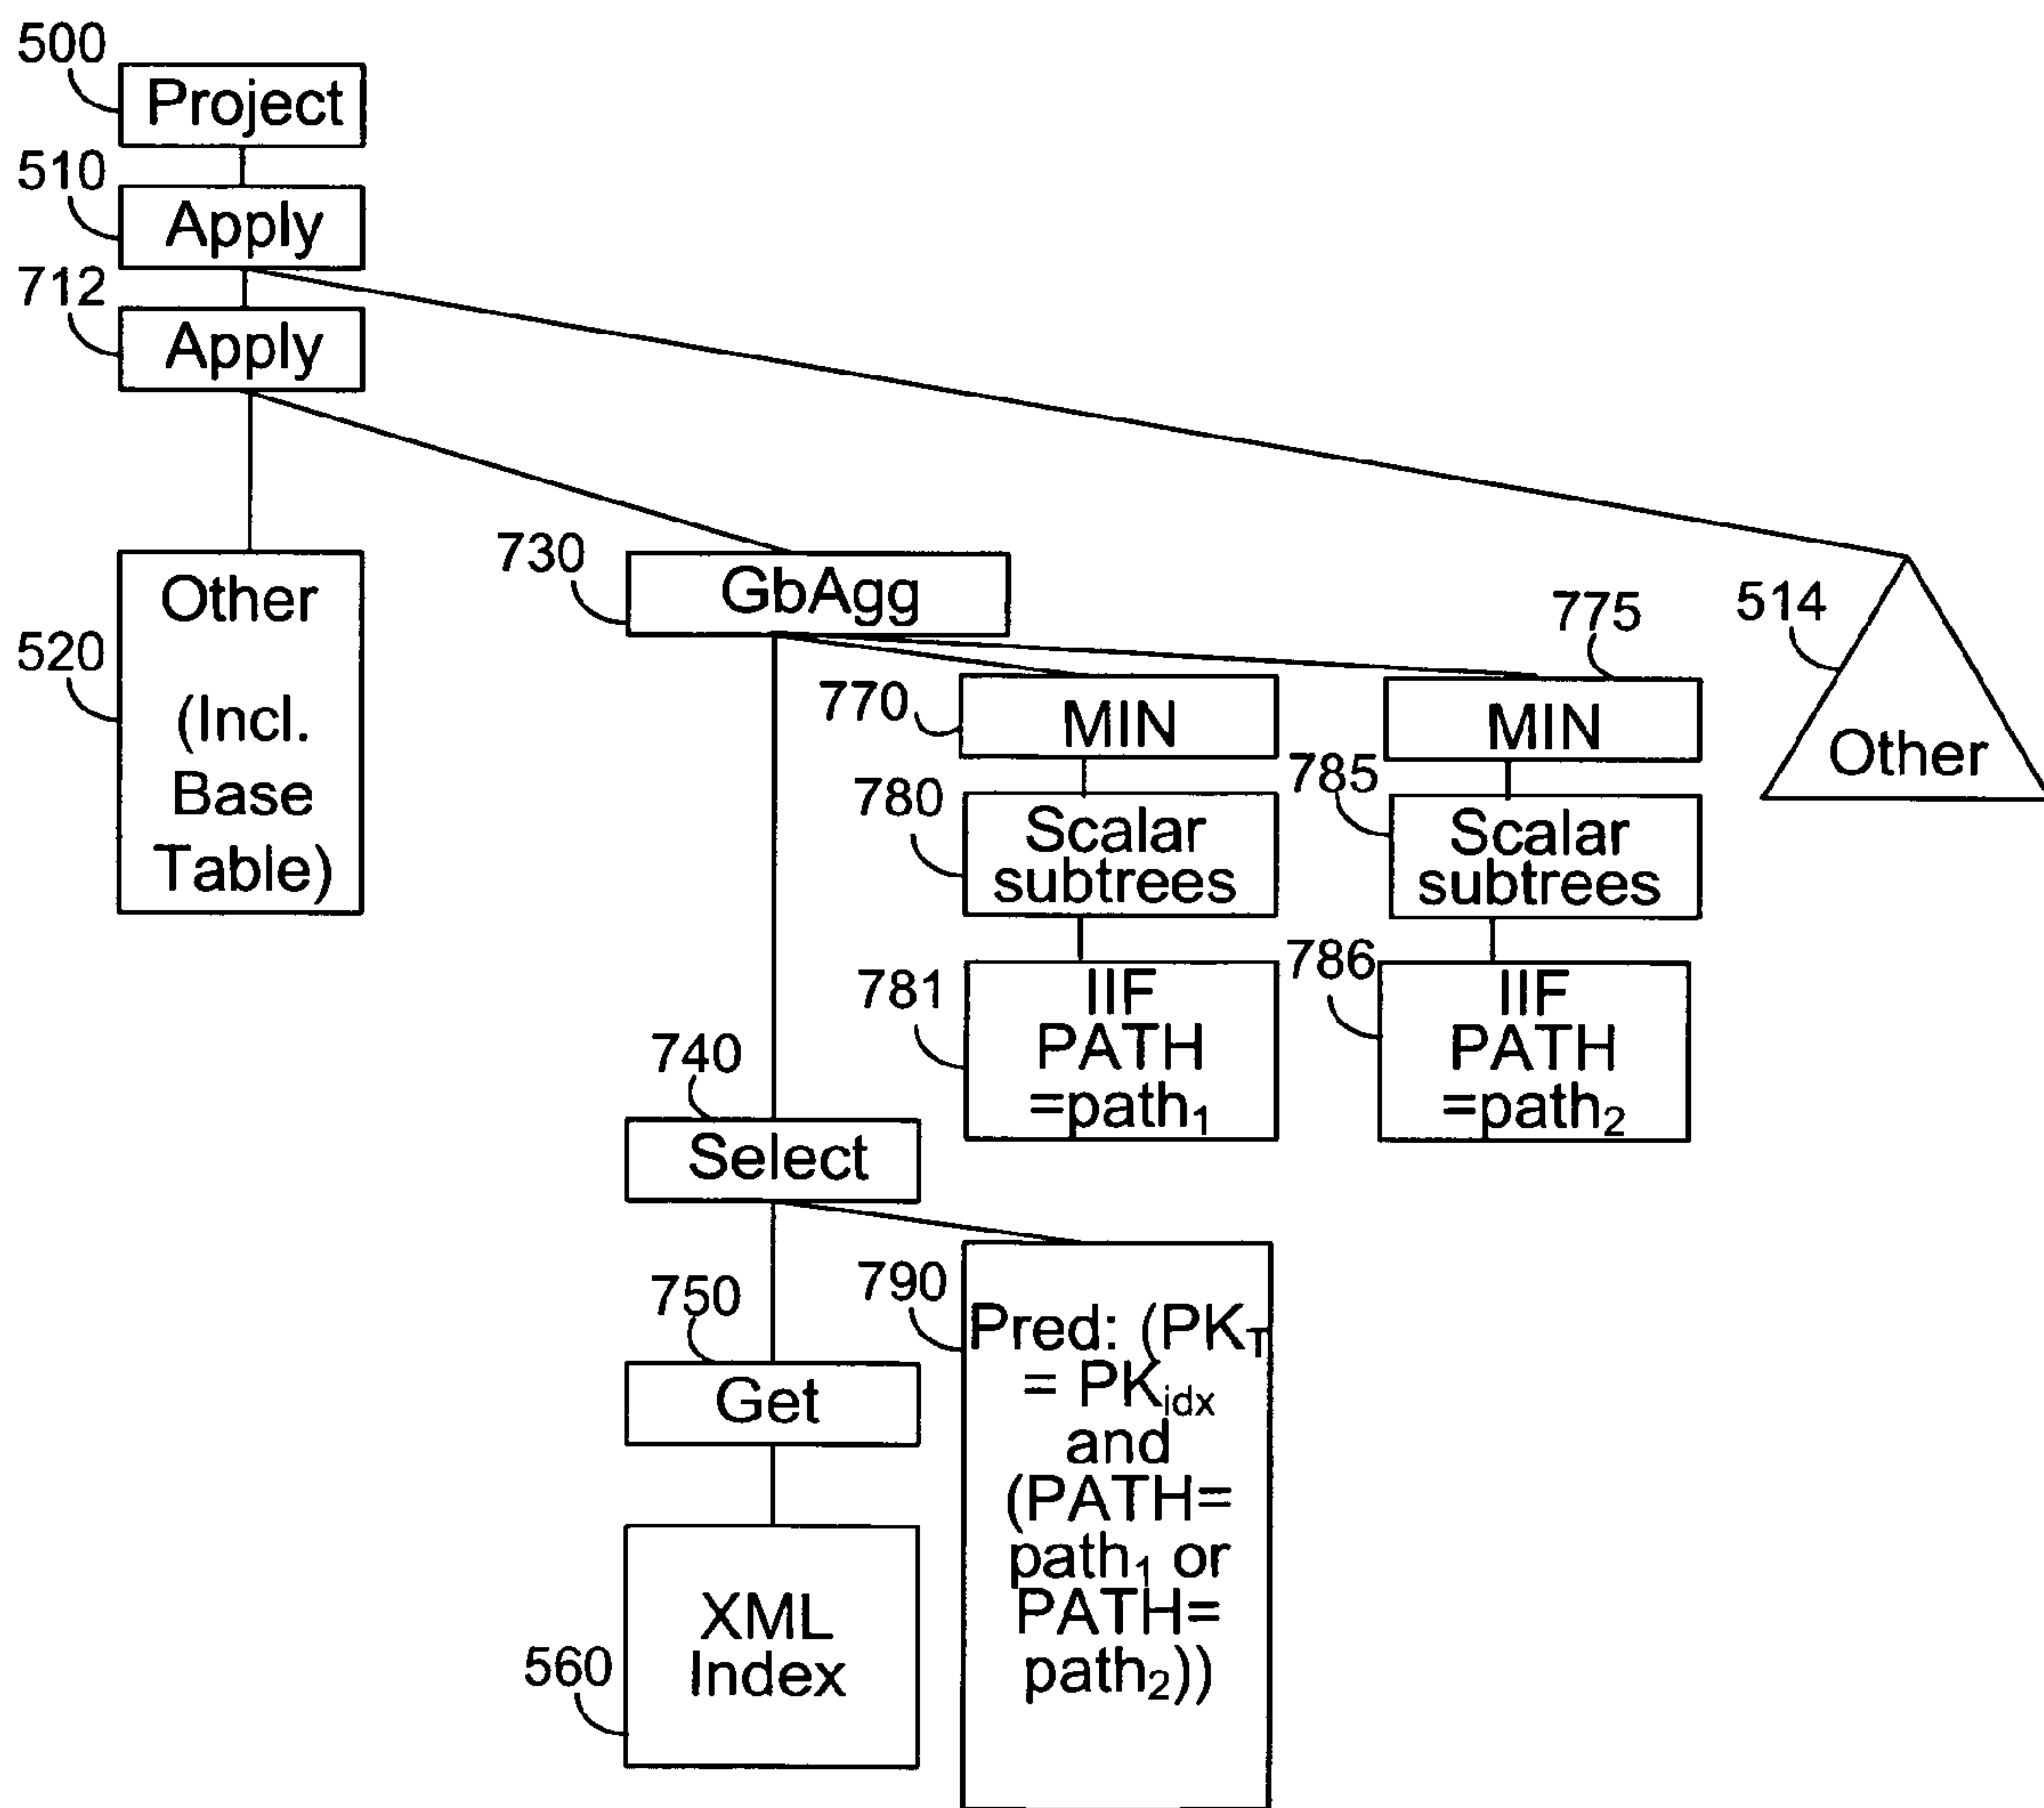 500
Project
510
Apply
712
Apply
520
Other
(Incl.
Base
Table)
730
GbAgg
514
Other
770
MIN
775
MIN
780
Scalar
subtrees
785
Scalar
subtrees
781
IIF
PATH
=path₁
786
IIF
PATH
=path₂
740
Select
750
Get
790
Pred: (PK_T
= PK_idx
and
(PATH=
path₁ or
PATH=
path₂))
560
XML
Index